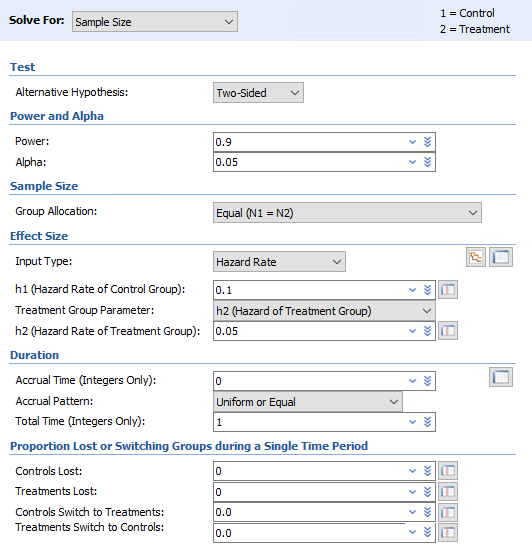 Solve For: Sample Size 1 = Control
2 = Treatment
Test
Alternative Hypothesis: Two-Sided
Power and Alpha
Power: 0.9
Alpha: 0.05
Sample Size
Group Allocation: Equal (N1 = N2)
Effect Size
Input Type: Hazard Rate
h1 (Hazard Rate of Control Group): 0.1
Treatment Group Parameter: h2 (Hazard of Treatment Group)
h2 (Hazard Rate of Treatment Group): 0.05
Duration
Accrual Time (Integers Only): 0
Accrual Pattern: Uniform or Equal
Total Time (Integers Only): 1
Proportion Lost or Switching Groups during a Single Time Period
Controls Lost: 0
Treatments Lost: 0
Controls Switch to Treatments: 0.0
Treatments Switch to Controls: 0.0